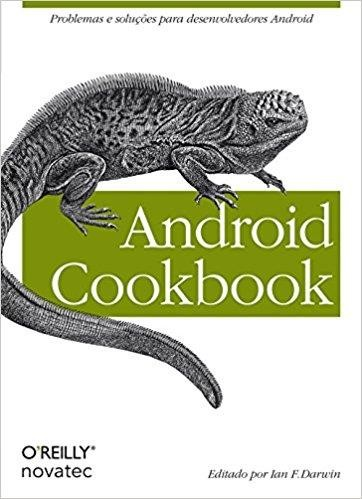 Problemas e soluções para desenvolvedores Android
Android
Cookbook
O'REILLY®
novatec
Editado por Ian F.Darwin